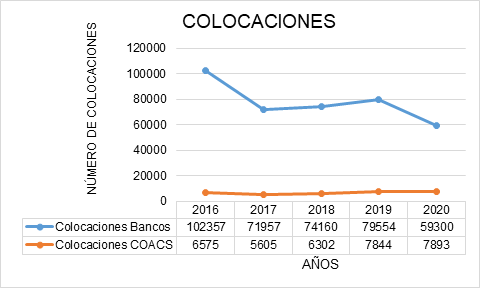 COLOCACIONES
NÚMERO DE COLOCACIONES
120000
100000
80000
60000
40000
20000
0
2016 2017 2018 2019 2020
Colocaciones Bancos 102357 71957 74160 79554 59300
Colocaciones COACS 6575 5605 6302 7844 7893
AÑOS